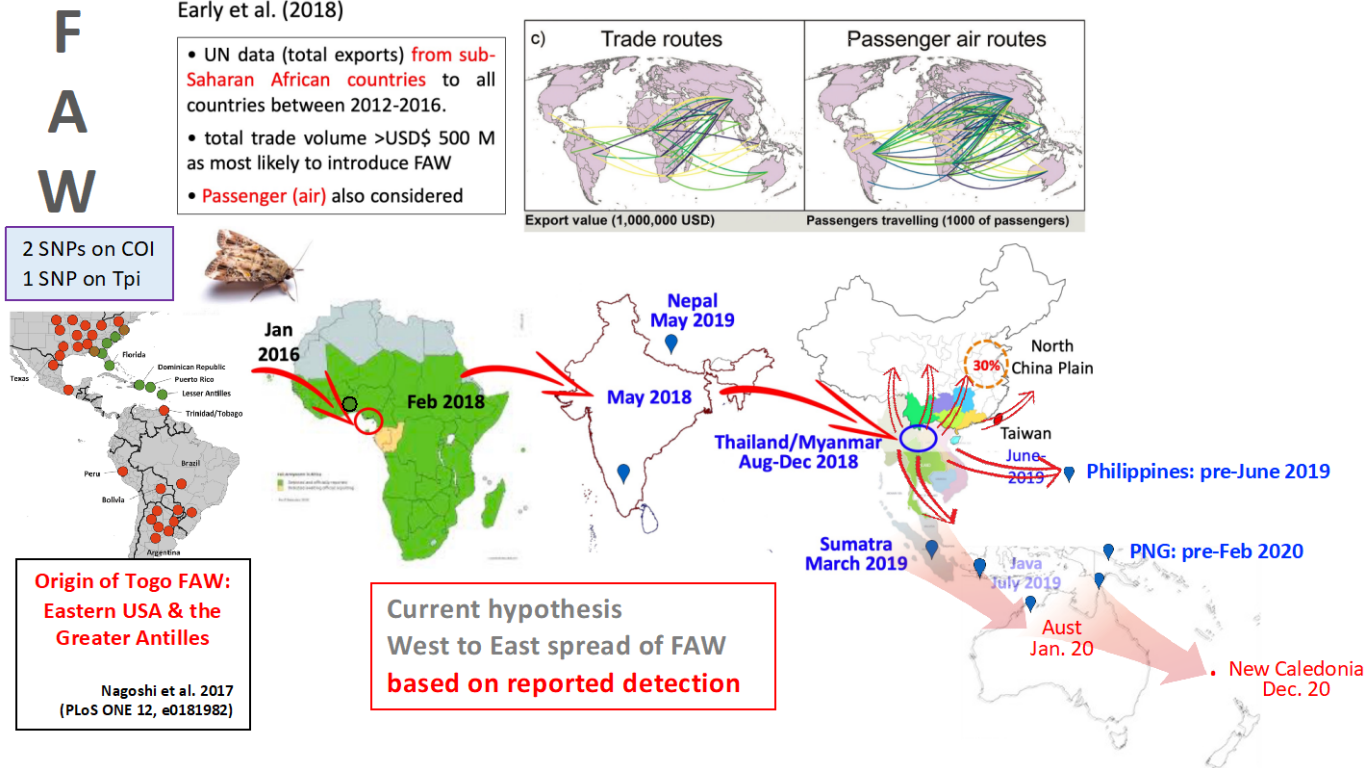 F
A
W
Early et al. (2018)
• UN data (total exports) from sub-
Saharan African countries to all
countries between 2012-2016.
• total trade volume >USD$ 500 M
as most likely to introduce FAW
• Passenger (air) also considered
c)
Trade routes
Passenger air routes
Export value (1,000,000 USD)
Passengers travelling (1000 of passengers)
2 SNPs on COI
1 SNP on Tpi
Texas
Florida
Dominican Republic
Puerto Rico
Lesser Antilles
Trinidad/Tobago
Peru
Brazil
Bolivia
Argentina
Jan
2016
Feb 2018
Nepal
May 2019
May 2018
Thailand/Myanmar
Aug-Dec 2018
30%
North
China Plain
Taiwan
June-
2019
Philippines: pre-June 2019
Sumatra
March 2019
Java
July 2019
PNG: pre-Feb 2020
Aust
Jan. 20
New Caledonia
Dec. 20
Origin of Togo FAW:
Eastern USA & the
Greater Antilles
Nagoshi et al. 2017
(PLoS ONE 12, e0181982)
Current hypothesis
West to East spread of FAW
based on reported detection